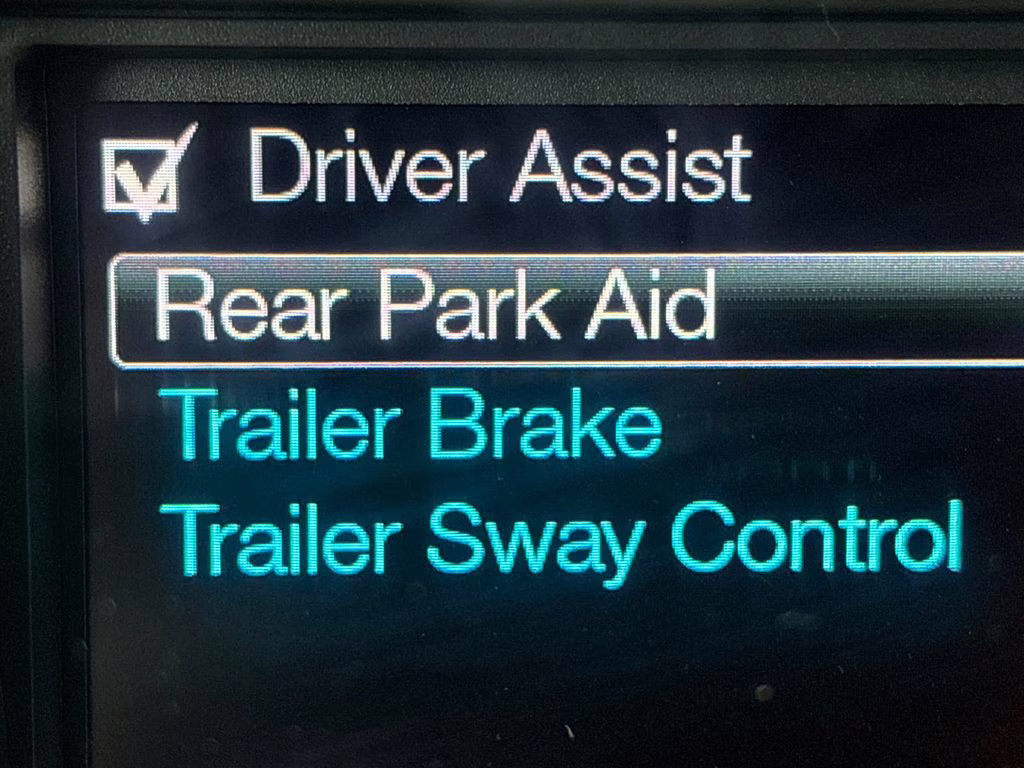 Driver Assist
Rear Park Aid
Trailer Brake
Trailer Sway Control